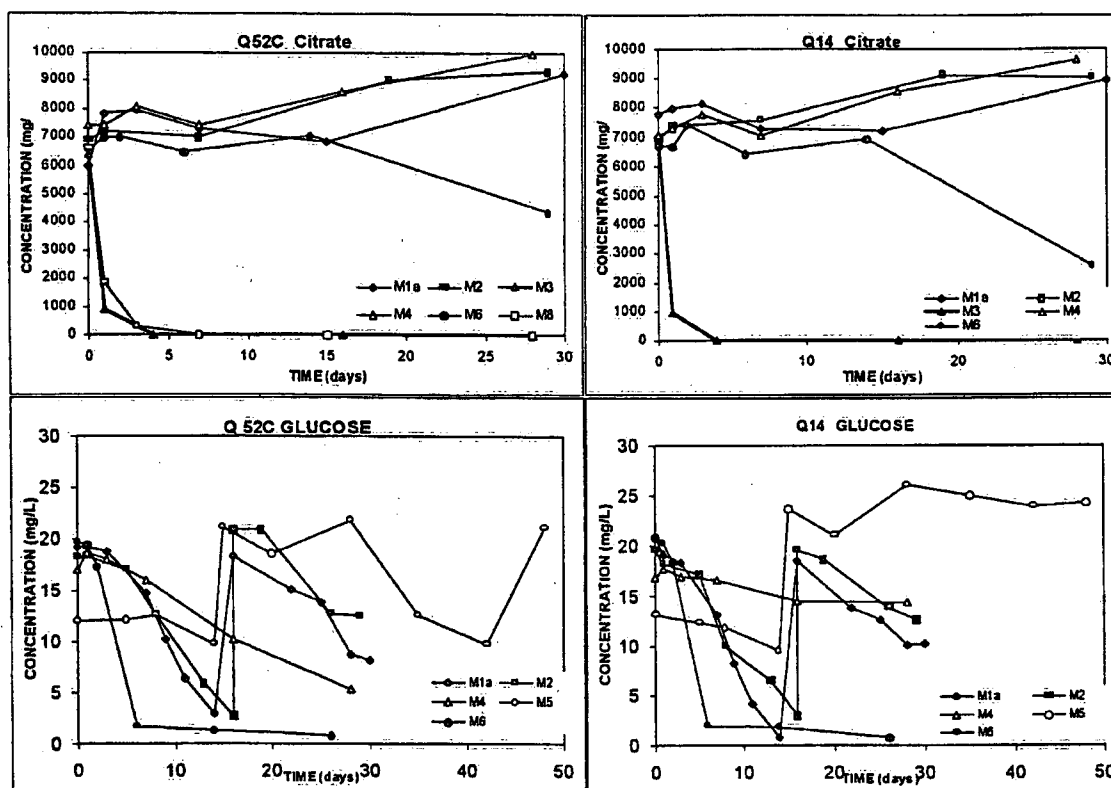 Q52C Citrate
CONCENTRATION (mg/
10000
9000
8000
7000
6000
5000
4000
3000
2000
1000
0
0 5 10 15 20 25 30
TIME (days)
M1a M2 M3
M4 M6 M8
Q14 Citrate
CONCENTRATION (mg/
10000
9000
8000
7000
6000
5000
4000
3000
2000
1000
0
0 10 20 30
TIME (days)
M1a M2
M3 M4
M6
Q 52C GLUCOSE
CONCENTRATION (mg/L)
30
25
20
15
10
5
0
0 10 20 30 40 50
TIME (days)
M1a M2
M4 M5
M6
Q14 GLUCOSE
CONCENTRATION (mg/L)
30
25
20
15
10
5
0
0 10 20 30 40 50
TIME (days)
M1a M2
M4 M5
M6